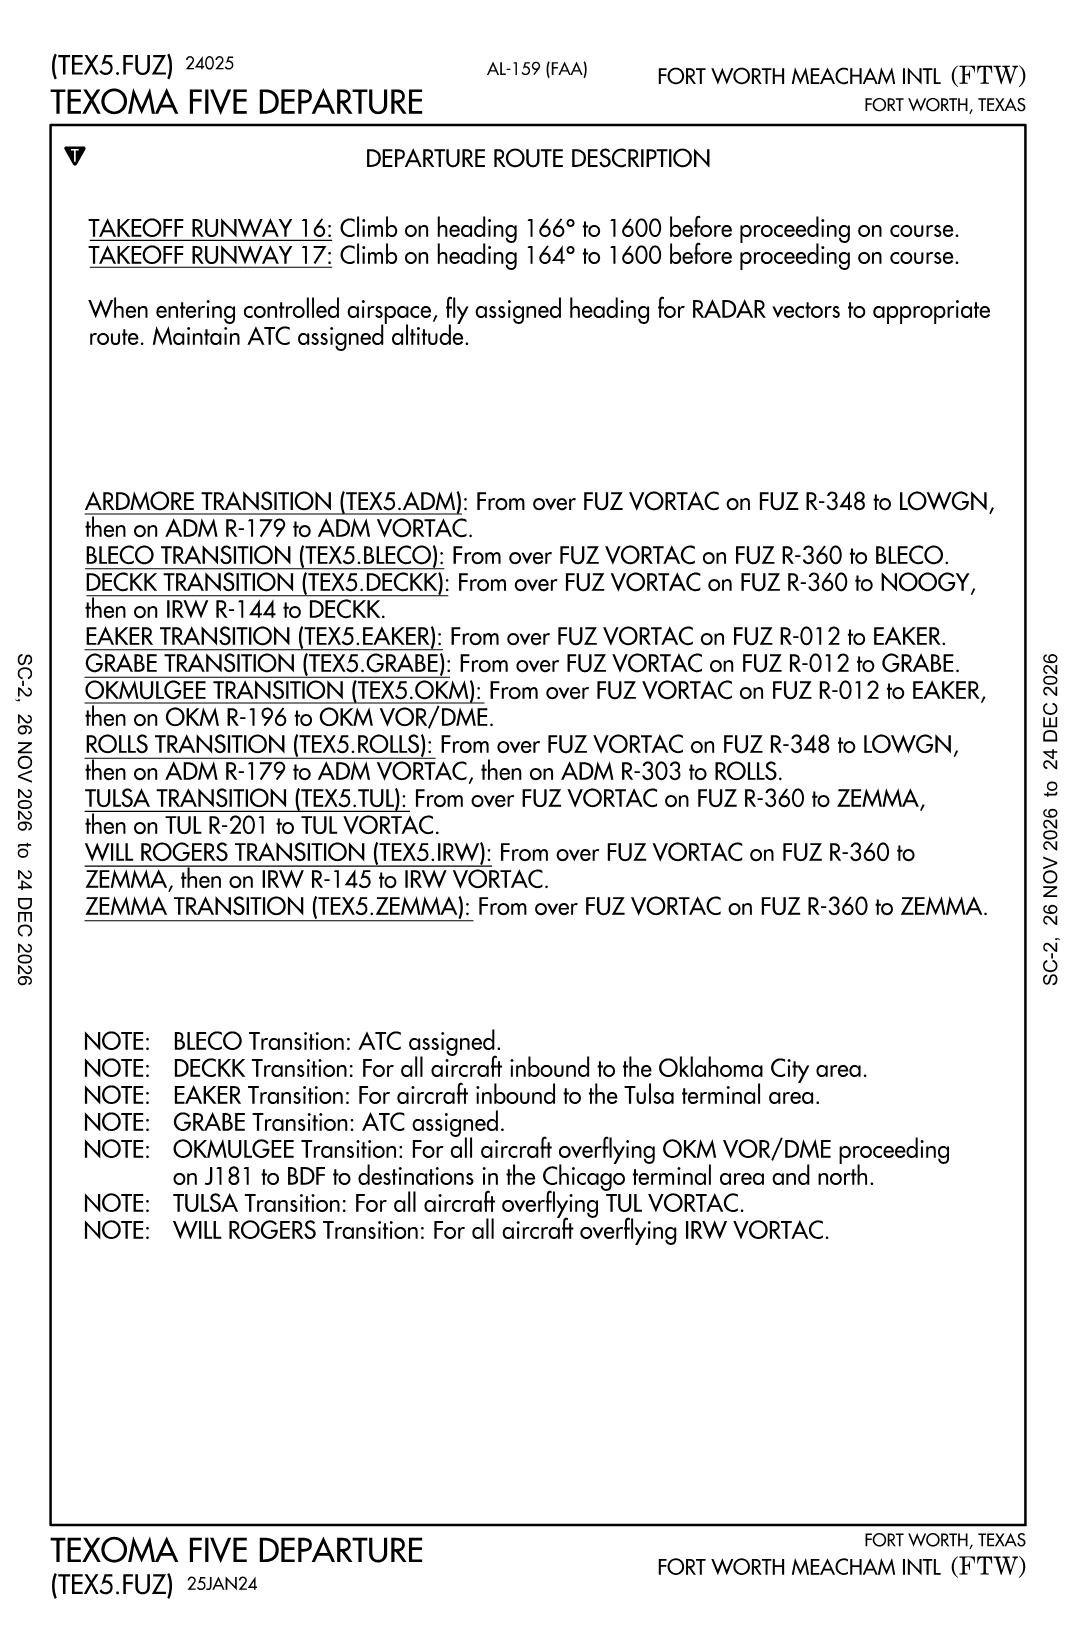 (TEX5.FUZ) 24025
AL-159 (FAA)
FORT WORTH MEACHAM INTL (FTW)
TEXOMA FIVE DEPARTURE
FORT WORTH, TEXAS
T
DEPARTURE ROUTE DESCRIPTION
TAKEOFF RUNWAY 16: Climb on heading 166° to 1600 before proceeding on course.
TAKEOFF RUNWAY 17: Climb on heading 164° to 1600 before proceeding on course.
When entering controlled airspace, fly assigned heading for RADAR vectors to appropriate
route. Maintain ATC assigned altitude.
ARDMORE TRANSITION (TEX5.ADM): From over FUZ VORTAC on FUZ R-348 to LOWGN,
then on ADM R-179 to ADM VORTAC.
BLECO TRANSITION (TEX5.BLECO): From over FUZ VORTAC on FUZ R-360 to BLECO.
DECKK TRANSITION (TEX5.DECKK): From over FUZ VORTAC on FUZ R-360 to NOOGY,
then on IRW R-144 to DECKK.
EAKER TRANSITION (TEX5.EAKER): From over FUZ VORTAC on FUZ R-012 to EAKER.
GRABE TRANSITION (TEX5.GRABE): From over FUZ VORTAC on FUZ R-012 to GRABE.
OKMULGEE TRANSITION (TEX5.OKM): From over FUZ VORTAC on FUZ R-012 to EAKER,
then on OKM R-196 to OKM VOR/DME.
ROLLS TRANSITION (TEX5.ROLLS): From over FUZ VORTAC on FUZ R-348 to LOWGN,
then on ADM R-179 to ADM VORTAC, then on ADM R-303 to ROLLS.
TULSA TRANSITION (TEX5.TUL): From over FUZ VORTAC on FUZ R-360 to ZEMMA,
then on TUL R-201 to TUL VORTAC.
WILL ROGERS TRANSITION (TEX5.IRW): From over FUZ VORTAC on FUZ R-360 to
ZEMMA, then on IRW R-145 to IRW VORTAC.
ZEMMA TRANSITION (TEX5.ZEMMA): From over FUZ VORTAC on FUZ R-360 to ZEMMA.
NOTE: BLECO Transition: ATC assigned.
NOTE: DECKK Transition: For all aircraft inbound to the Oklahoma City area.
NOTE: EAKER Transition: For aircraft inbound to the Tulsa terminal area.
NOTE: GRABE Transition: ATC assigned.
NOTE: OKMULGEE Transition: For all aircraft overflying OKM VOR/DME proceeding
on J181 to BDF to destinations in the Chicago terminal area and north.
NOTE: TULSA Transition: For all aircraft overflying TUL VORTAC.
NOTE: WILL ROGERS Transition: For all aircraft overflying IRW VORTAC.
SC-2, 26 NOV 2026 to 24 DEC 2026
SC-2, 26 NOV 2026 to 24 DEC 2026
TEXOMA FIVE DEPARTURE
FORT WORTH, TEXAS
(TEX5.FUZ) 25JAN24
FORT WORTH MEACHAM INTL (FTW)